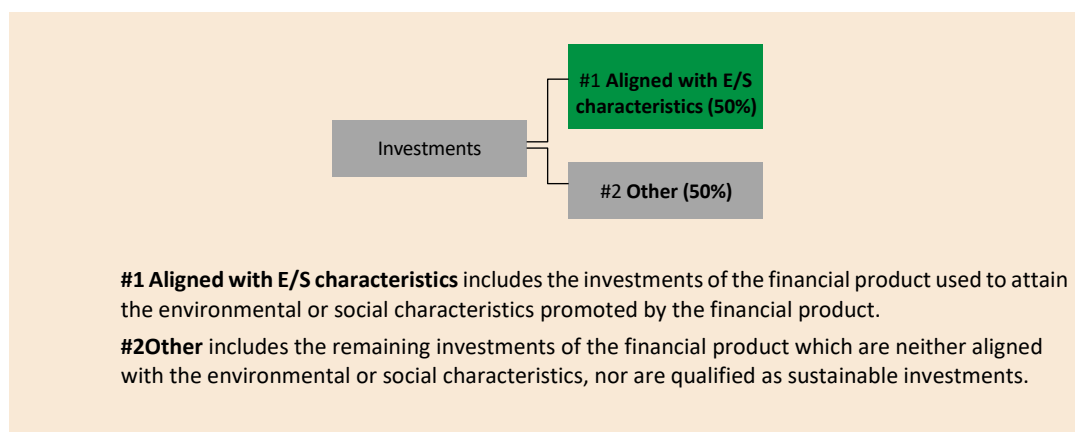 #1 Aligned with E/S
characteristics (50%)
Investments
#2 Other (50%)
#1 Aligned with E/S characteristics includes the investments of the financial product used to attain
the environmental or social characteristics promoted by the financial product.
#2Other includes the remaining investments of the financial product which are neither aligned
with the environmental or social characteristics, nor are qualified as sustainable investments.